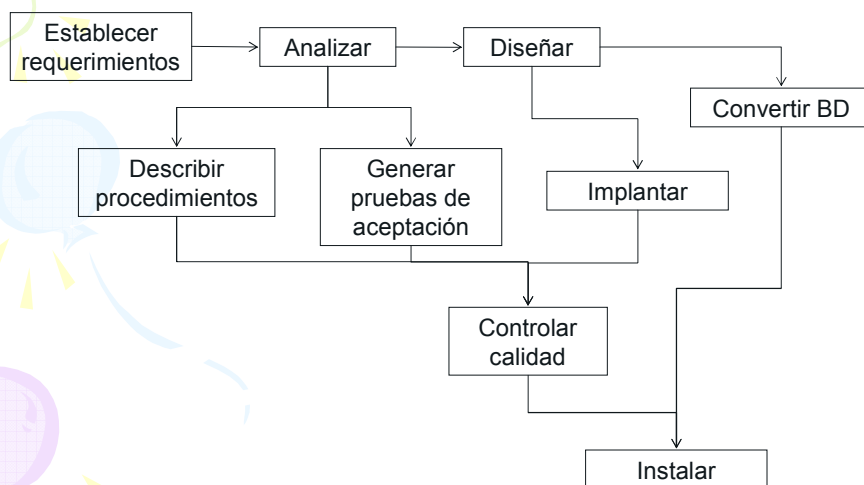 Establecer
requerimientos
Analizar
Diseñar
Convertir BD
Describir
procedimientos
Generar
pruebas de
aceptación
Implantar
Controlar
calidad
Instalar